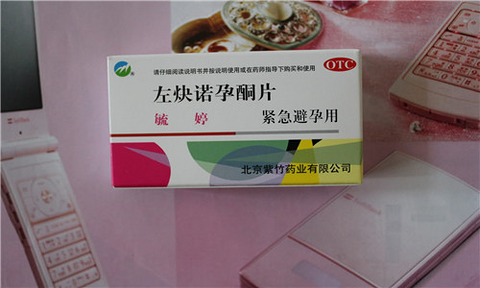 请仔细阅读说明书并按说明使用或在药师指导下购买和使用
OTC
左炔诺孕酮片
毓婷
紧急避孕用
北京紫竹药业有限公司